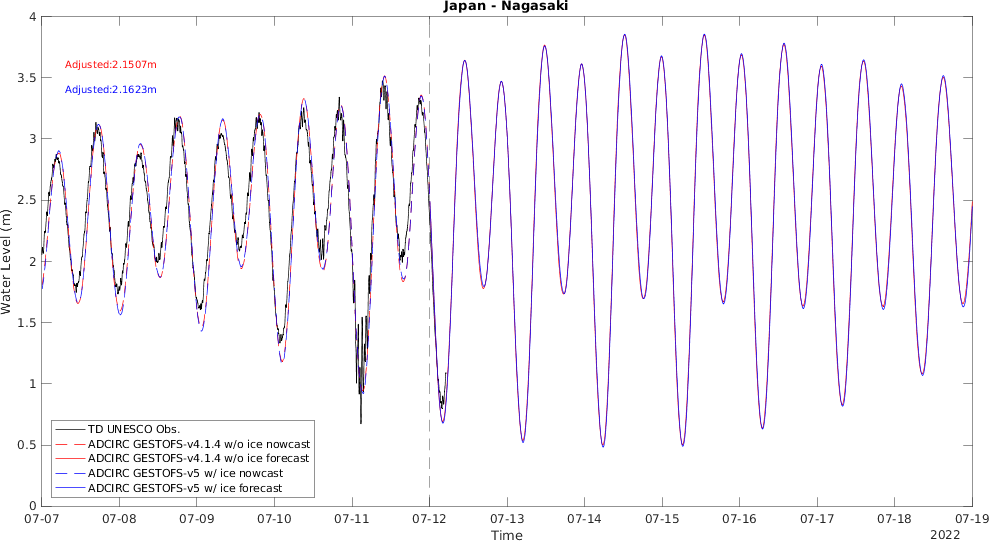 Japan - Nagasaki
4
3.5
3
2.5
2
1.5
1
0.5
0
Water Level (m)
Adjusted:2.1507m
Adjusted:2.1623m
TD UNESCO Obs.
ADCIRC GESTOFS-v4.1.4 w/o ice nowcast
ADCIRC GESTOFS-v4.1.4 w/o ice forecast
ADCIRC GESTOFS-v5 w/ ice nowcast
ADCIRC GESTOFS-v5 w/ ice forecast
07-07 07-08 07-09 07-10 07-11 07-12 07-13 07-14 07-15 07-16 07-17 07-18 07-19
Time
2022